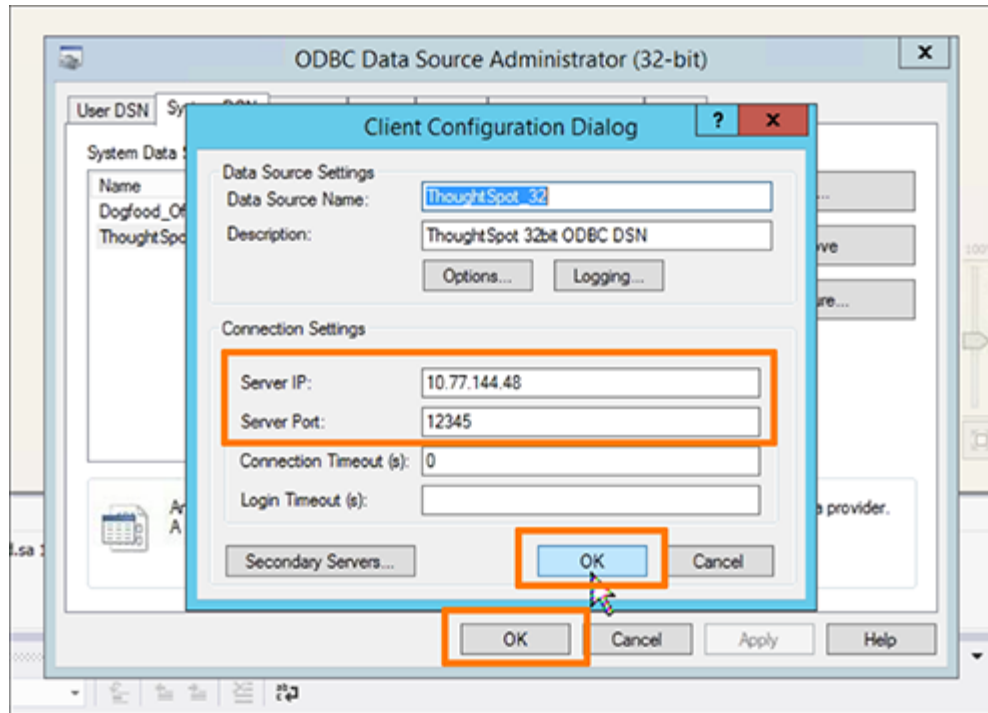 ODBC Data Source Administrator (32-bit)
x
User DSN
Client Configuration Dialog
?
x
System Data
Name
Dogfood_Of
ThoughtSpo
Data Source Settings
Data Source Name:
ThoughtSpot_32
Description:
ThoughtSpot 32bit ODBC DSN
Options...
Logging...
Connection Settings
Server IP:
10.77.144.48
Server Port:
12345
Connection Timeout (s):
0
Login Timeout (s):
Secondary Servers...
OK
Cancel
a provider.
OK
Cancel
Apply
Help